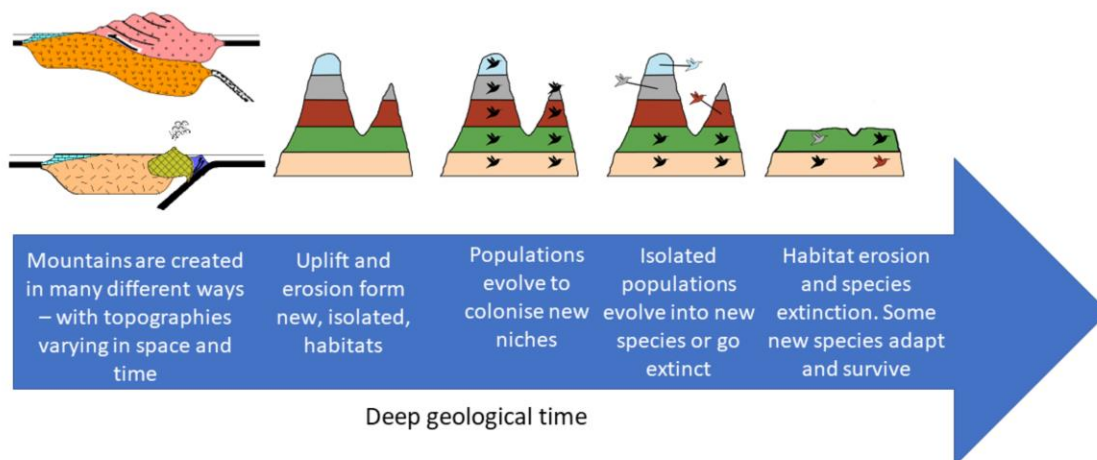 Mountains are created
in many different ways
– with topographies
varying in space and
time
Uplift and
erosion form
new, isolated,
habitats
Populations
evolve to
colonise new
niches
Isolated
populations
evolve into new
species or go
extinct
Habitat erosion
and species
extinction. Some
new species adapt
and survive
Deep geological time